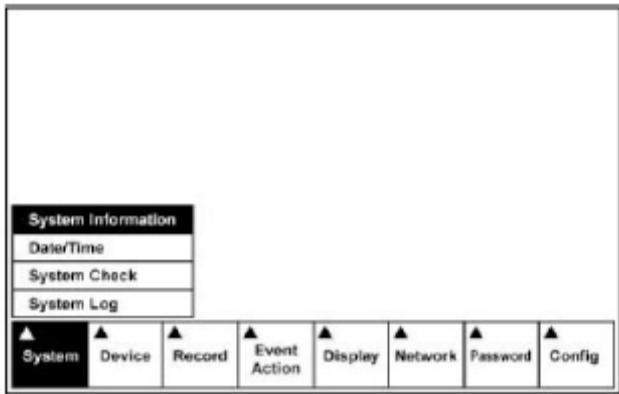 System Information
Date/Time
System Check
System Log
System
Device
Record
Event
Action
Display
Network
Password
Config